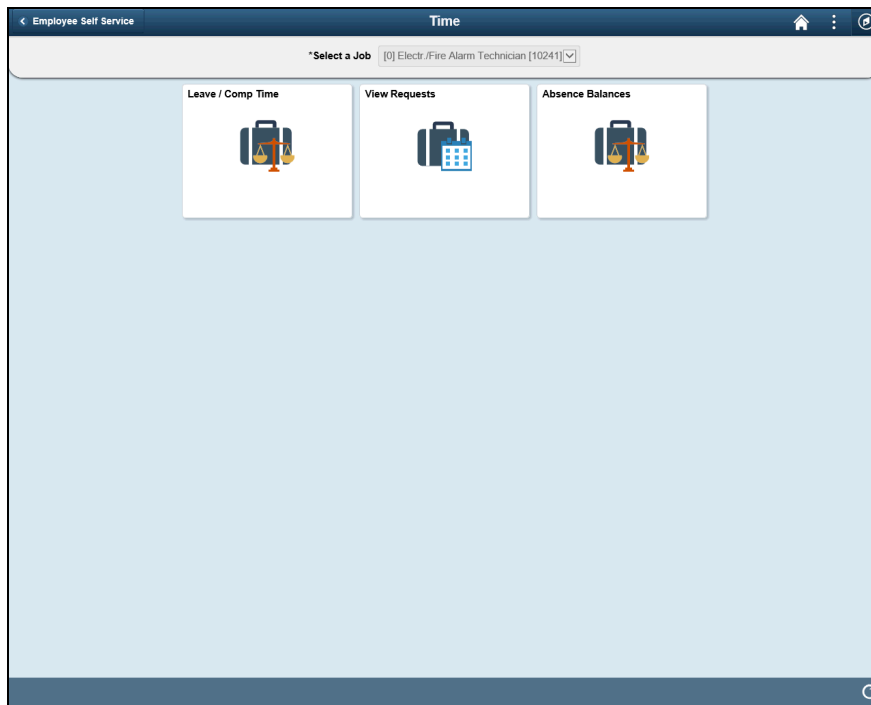 Employee Self Service
Time
*Select a Job [0] Electr./Fire Alarm Technician [10241]
Leave / Comp Time
View Requests
Absence Balances